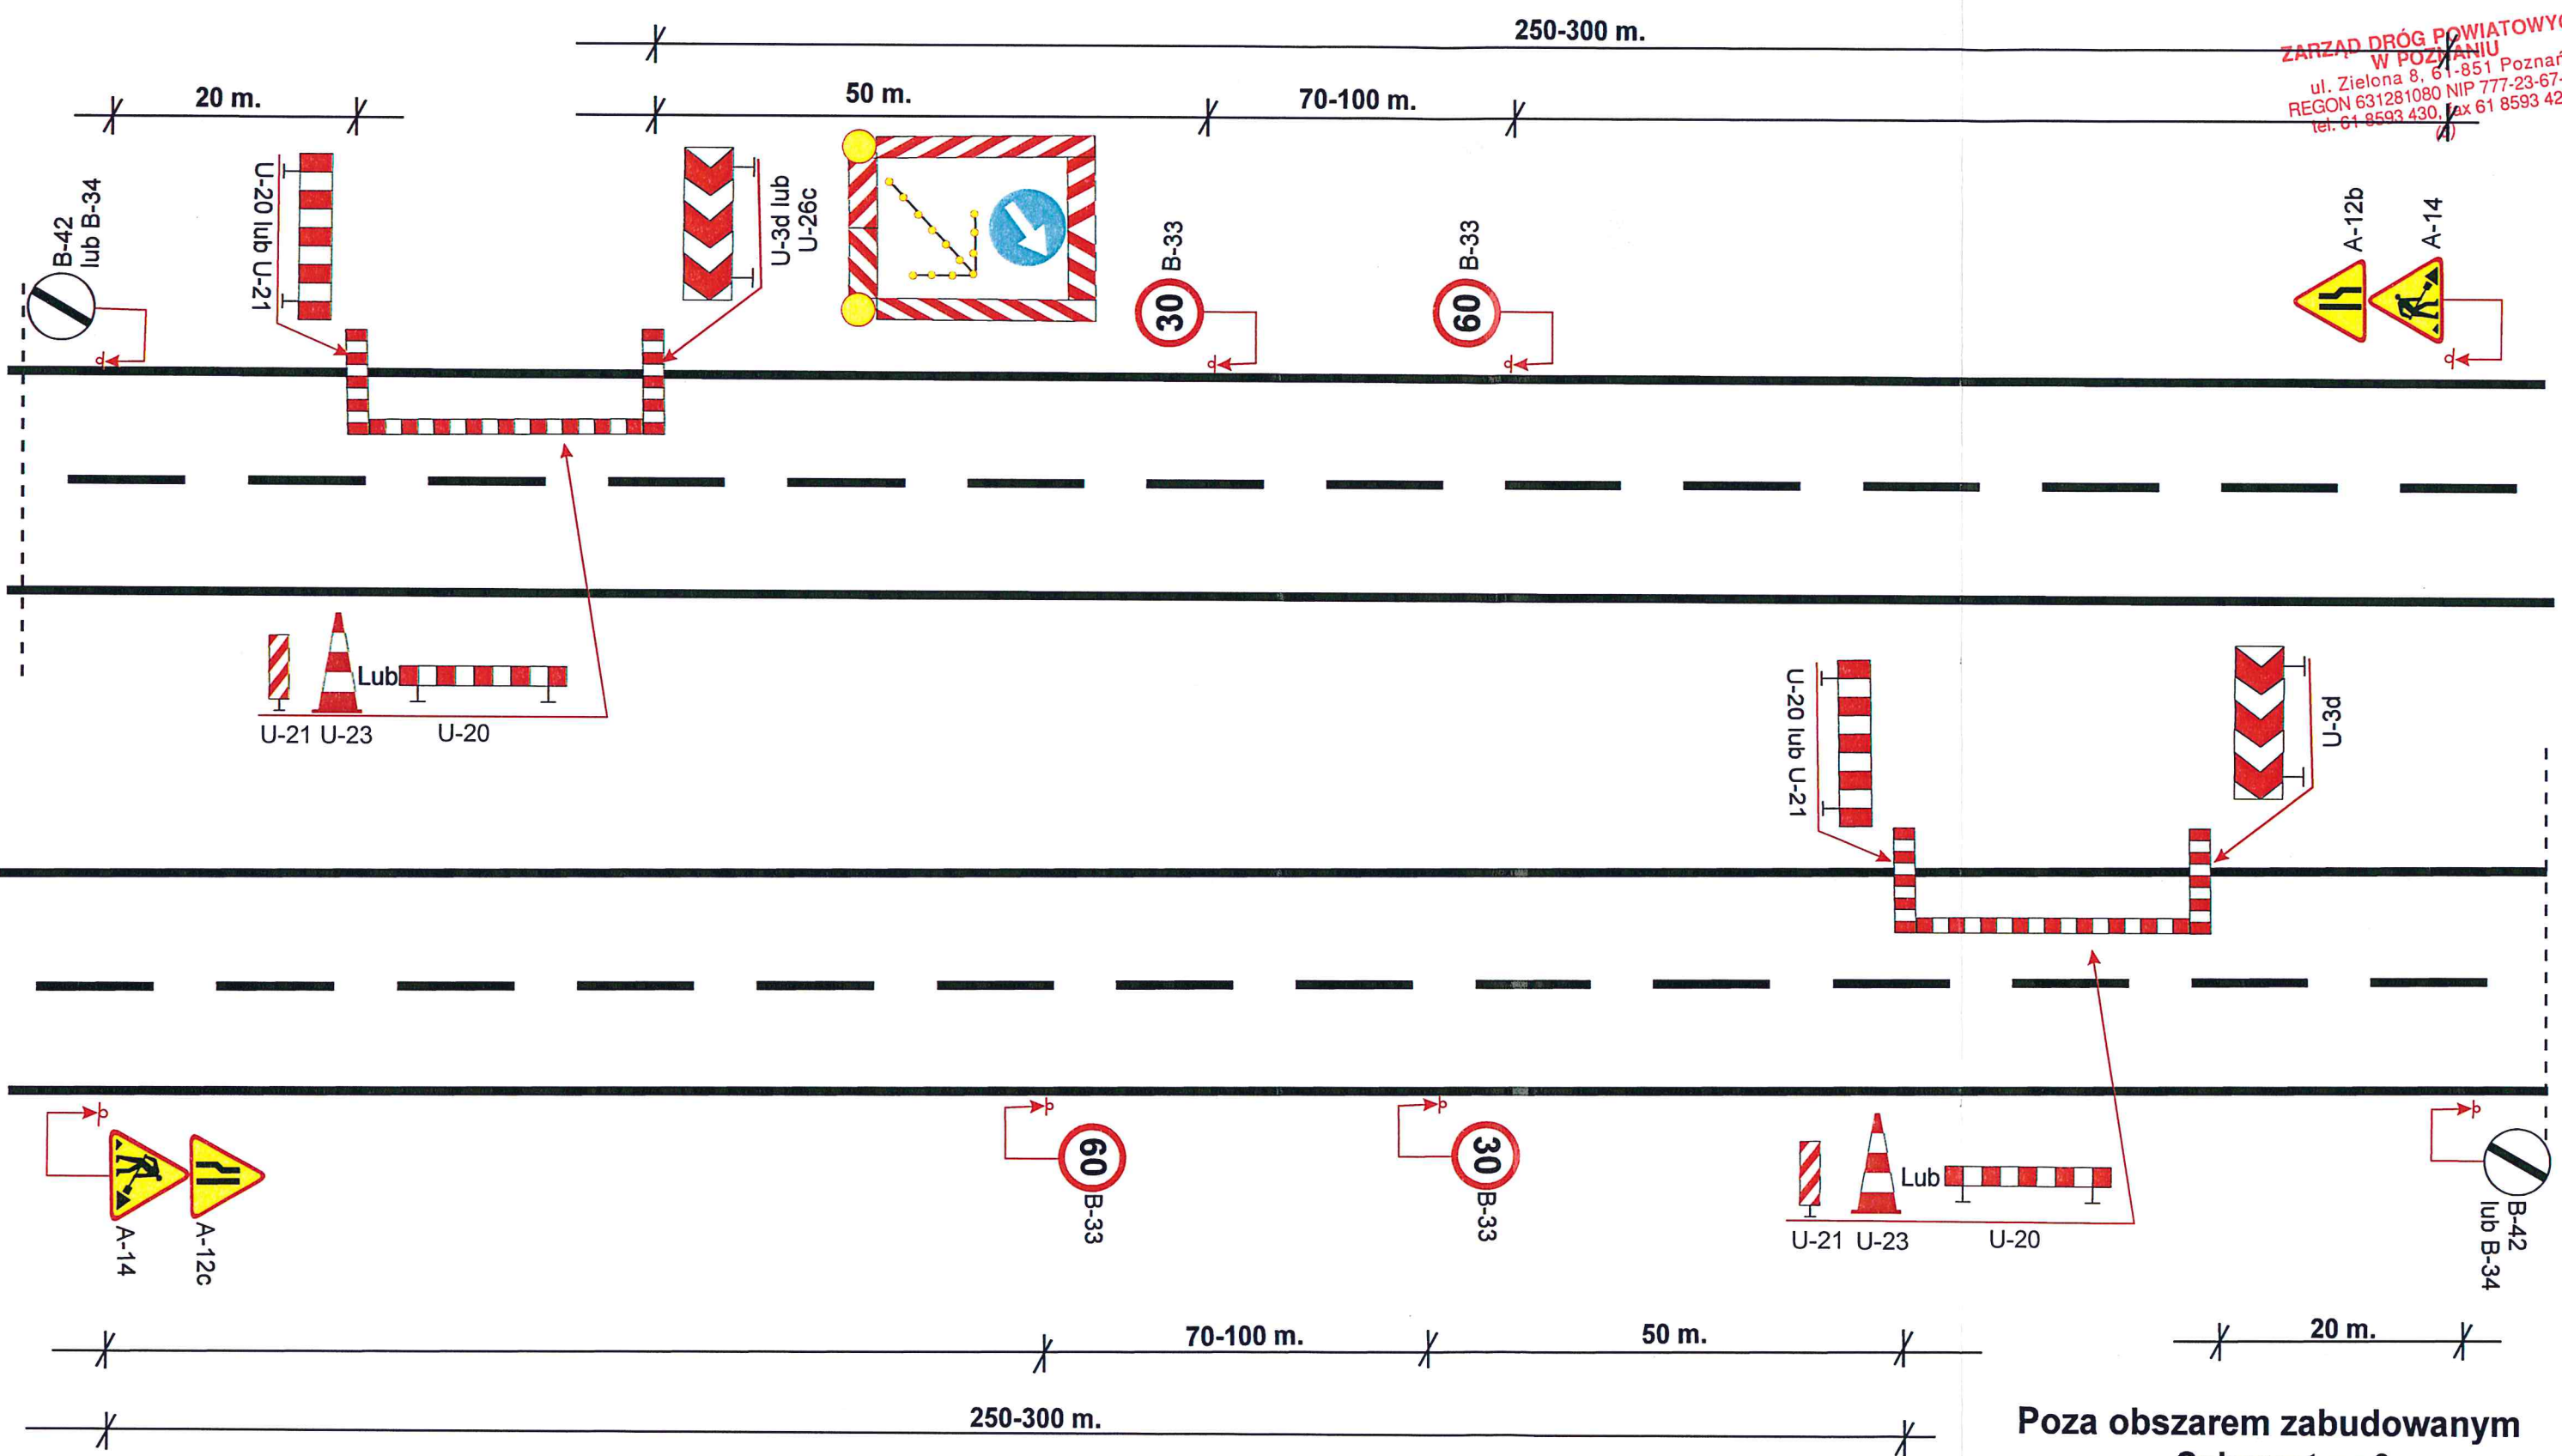 250-300 m.
ZARZĄD DRÓG POWIATOWY
W POZNANIU
ul. Zielona 8, 61-851 Poznań
REGON 631281080 NIP 777-23-67-
tel. 61 8593 430, fax 61 8593 42
20 m.
50 m.
70-100 m.
B-42
lub B-34
U-20 lub U-21
U-3d lub
U-26c
B-33
30
B-33
60
A-12b
A-14
Lub
U-21 U-23 U-20
U-20 lub U-21
U-3d
A-14
A-12c
60
B-33
30
B-33
Lub
U-21 U-23 U-20
B-42
lub B-34
70-100 m.
50 m.
20 m.
250-300 m.
Poza obszarem zabudowanym